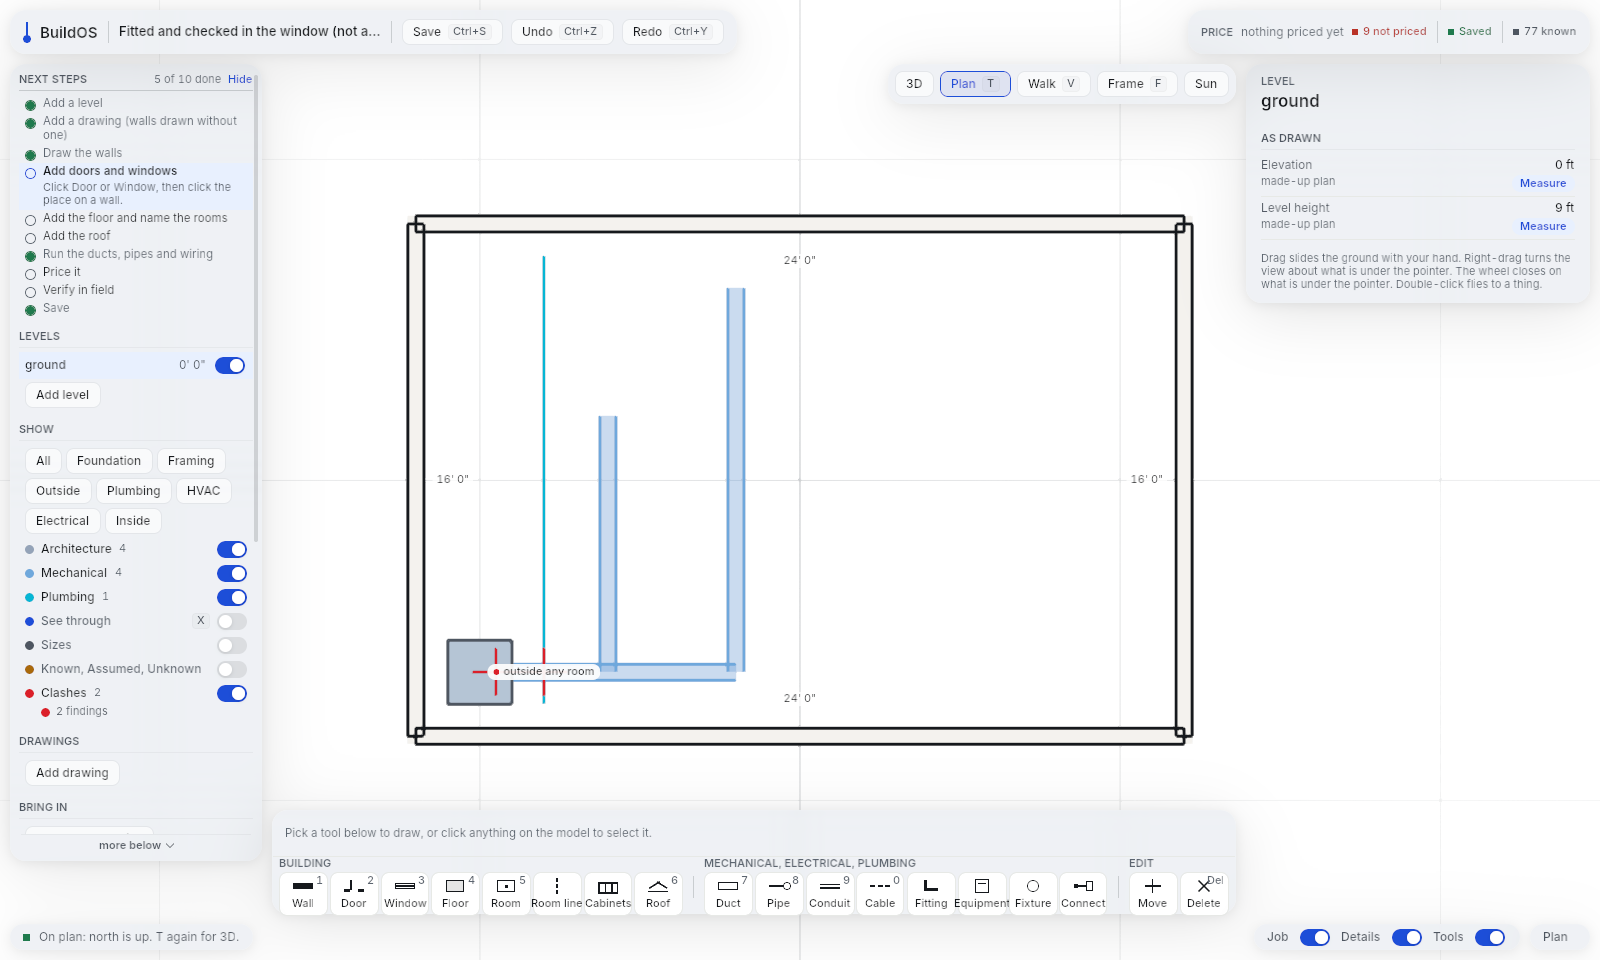 BuildOS
Fitted and checked in the window (not a...
Save Ctrl+S
Undo Ctrl+Z
Redo Ctrl+Y
PRICE nothing priced yet 9 not priced Saved 77 known
NEXT STEPS 5 of 10 done Hide
Add a level
Add a drawing (walls drawn without
one)
Draw the walls
Add doors and windows
Click Door or Window, then click the
place on a wall.
Add the floor and name the rooms
Add the roof
Run the ducts, pipes and wiring
Price it
Verify in field
Save
LEVELS
ground 0' 0"
Add level
SHOW
All Foundation Framing
Outside Plumbing HVAC
Electrical Inside
Architecture 4
Mechanical 4
Plumbing 1
See through X
Sizes
Known, Assumed, Unknown
Clashes 2
2 findings
DRAWINGS
Add drawing
BRING IN
more below
3D Plan T Walk V Frame F Sun
LEVEL
ground
AS DRAWN
Elevation 0 ft
made-up plan Measure
Level height 9 ft
made-up plan Measure
Drag slides the ground with your hand. Right-drag turns the
view about what is under the pointer. The wheel closes on
what is under the pointer. Double-click flies to a thing.
24' 0"
16' 0"
16' 0"
outside any room
24' 0"
Pick a tool below to draw, or click anything on the model to select it.
BUILDING
Wall 1
Door 2
Window 3
Floor 4
Room 5
Room line
Cabinets
Roof 6
MECHANICAL, ELECTRICAL, PLUMBING
Duct 7
Pipe 8
Conduit 9
Cable 0
Fitting
Equipment
Fixture
Connect
EDIT
Move
Delete Del
On plan: north is up. T again for 3D.
Job Details Tools Plan